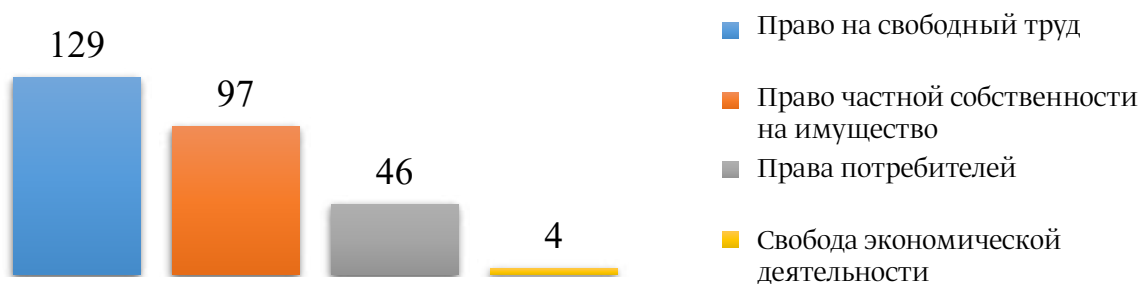 129
97
46
4
Право на свободный труд
Право частной собственности
на имущество
Права потребителей
Свобода экономической
деятельности